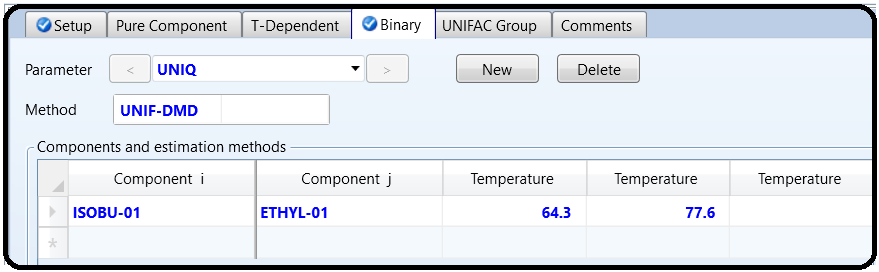 Setup Pure Component T-Dependent Binary UNIFAC Group Comments
Parameter < UNIQ > New Delete
Method UNIF-DMD
Components and estimation methods
Component i Component j Temperature Temperature Temperature
ISOBU-01 ETHYL-01 64.3 77.6
*